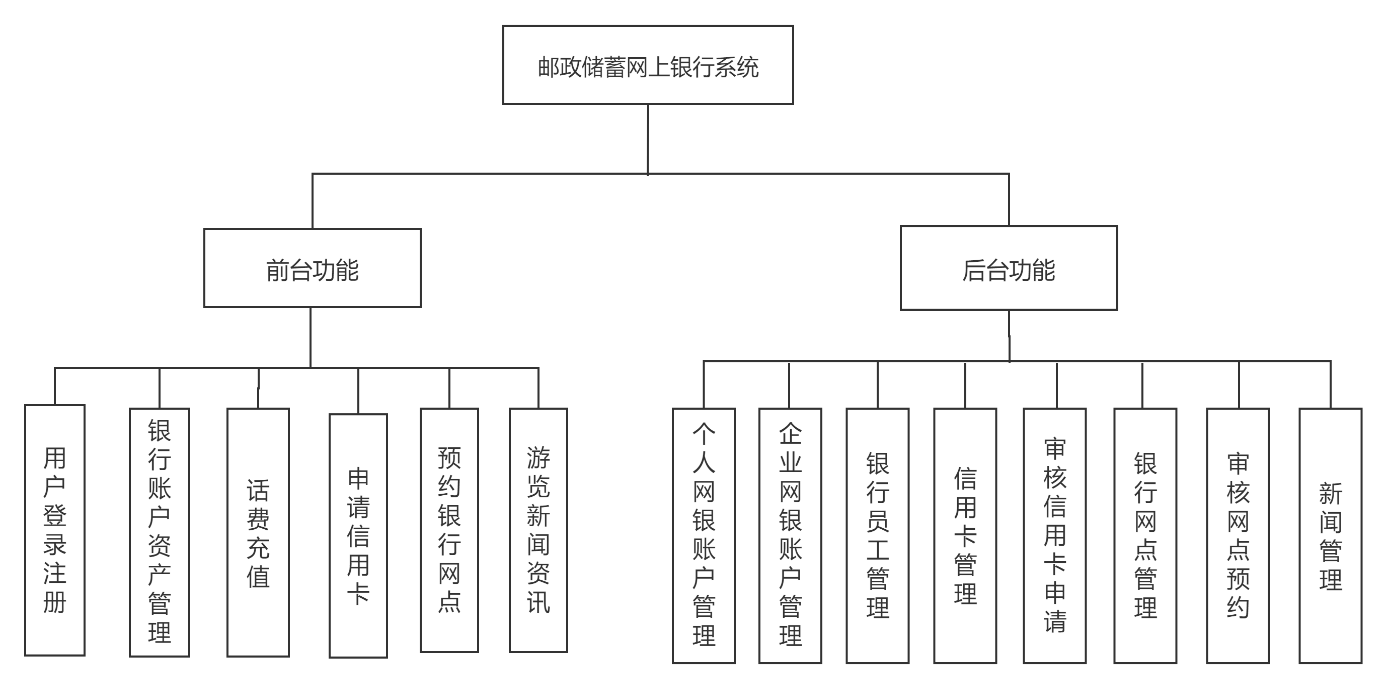 邮政储蓄网上银行系统
前台功能
后台功能
用户登录注册
银行账户资产管理
话费充值
申请信用卡
预约银行网点
游览新闻资讯
个人网银账户管理
企业网银账户管理
银行员工管理
信用卡管理
审核信用卡申请
银行网点管理
审核网点预约
新闻管理